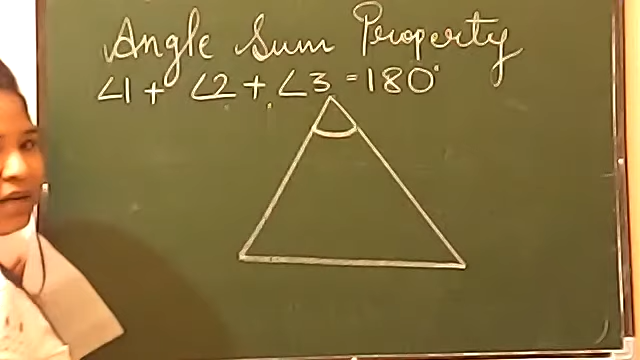 Angle Sum Property
∠1 + ∠2 + ∠3 = 180°